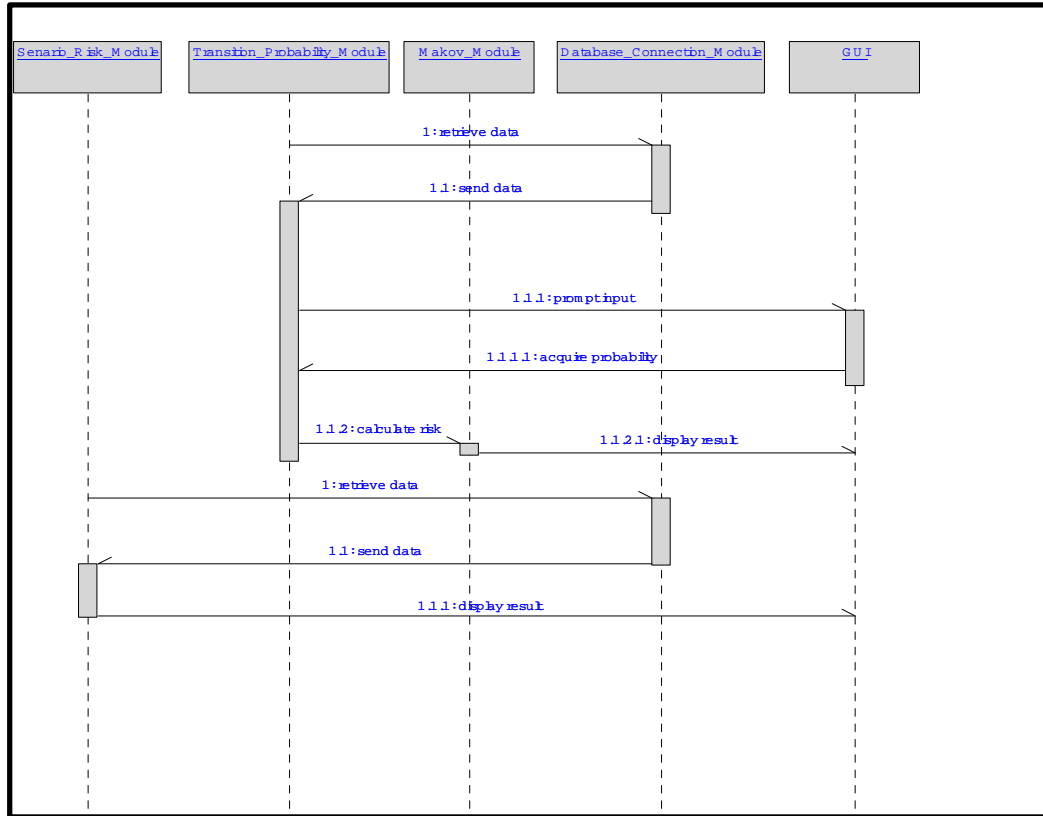 Senario_Risk_Module
Transition_Probability_Module
Makov_Module
Database_Connection_Module
GUI
1:retrieve data
1.1:send data
1.1.1:prompt input
1.1.1.1:acquire probability
1.1.2:calculate risk
1.1.2.1:display result
1:retrieve data
1.1:send data
1.1.1:display result